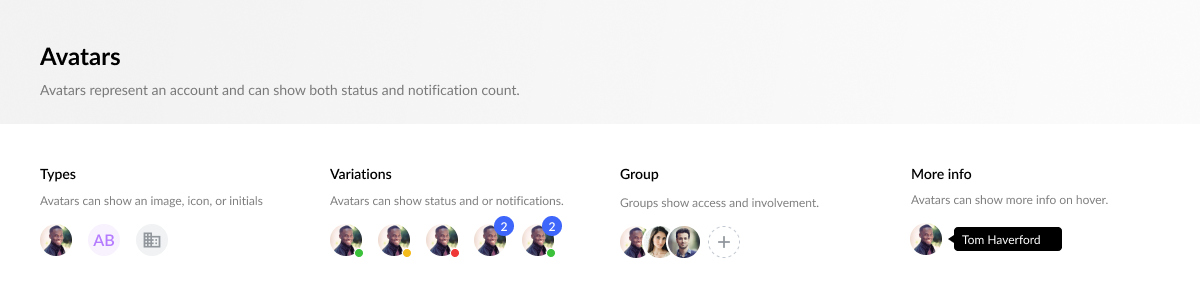 Avatars
Avatars represent an account and can show both status and notification count.
Types
Avatars can show an image, icon, or initials
AB
Variations
Avatars can show status and or notifications.
2
2
Group
Groups show access and involvement.
+
More info
Avatars can show more info on hover.
Tom Haverford